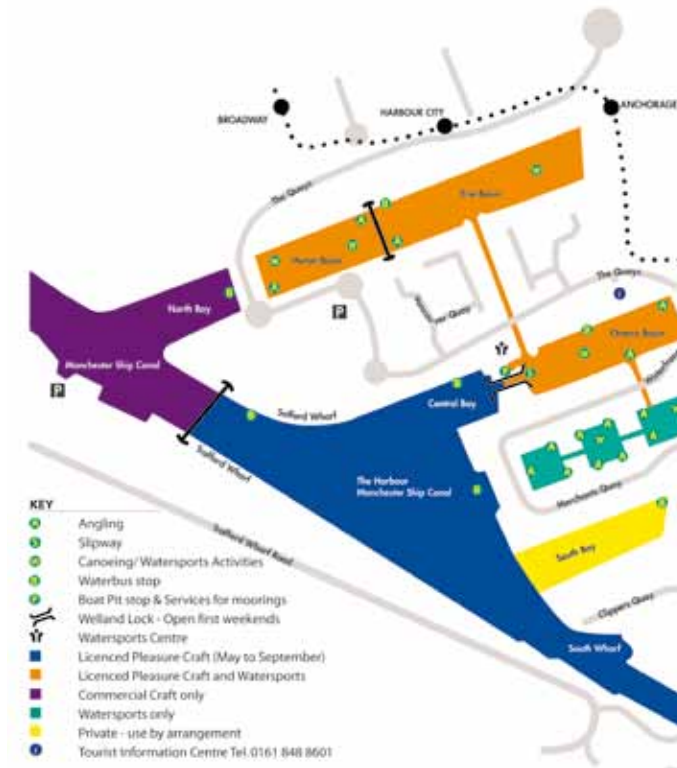 BROADWAY
HARBOUR CITY
ANCHORAGE
The Quays
Erie Basin
Huron Basin
The Quays
North Bay
P
Ontario Basin
Manchester Ship Canal
P
Central Bay
Salford Wharf
Salford Wharf
The Harbour
Manchester Ship Canal
Merchants Quay
South Bay
Trafford Wharf Road
Clippers Quay
South Wharf
KEY
A Angling
S Slipway
W Canoeing/ Watersports Activities
B Waterbus stop
P Boat Pit stop & Services for moorings
Welland Lock - Open first weekends
Watersports Centre
Licenced Pleasure Craft (May to September)
Licenced Pleasure Craft and Watersports
Commercial Craft only
Watersports only
Private - use by arrangement
i Tourist Information Centre Tel. 0161 848 8601